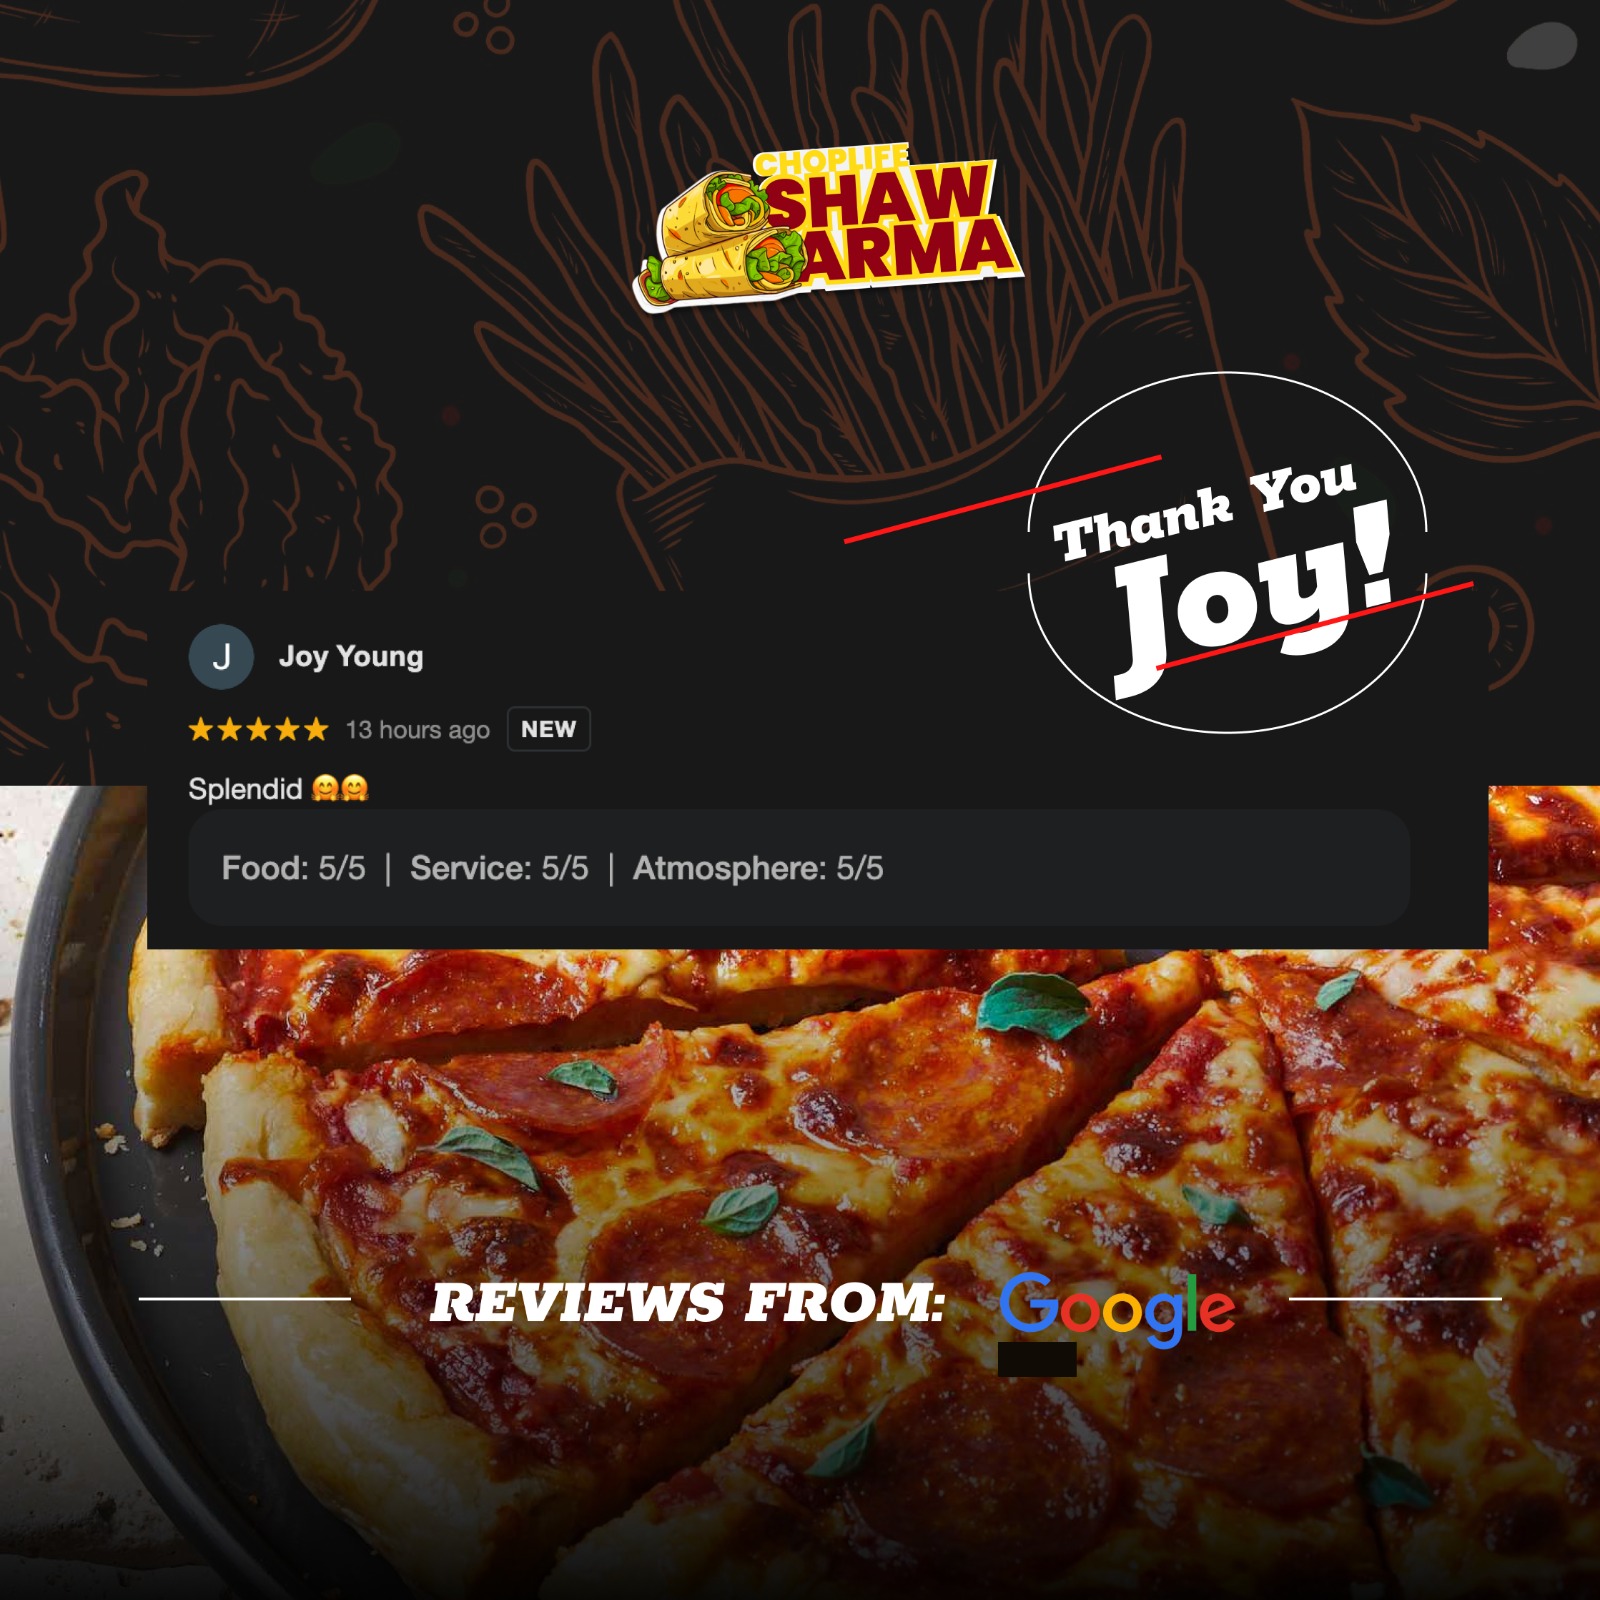 CHOPLIFE
SHAW
ARMA
Thank You
Joy!
J
Joy Young
13 hours ago NEW
Splendid 🤗🤗
Food: 5/5 | Service: 5/5 | Atmosphere: 5/5
REVIEWS FROM: Google